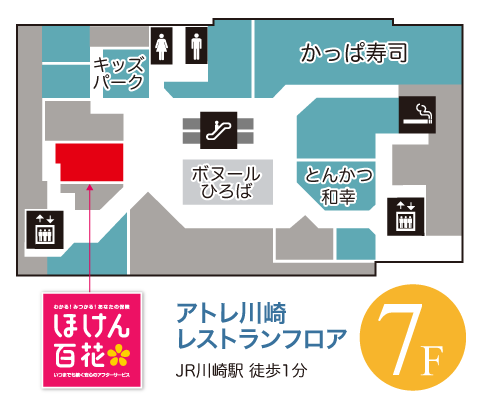 キッズ
パーク
かっぱ寿司
ボヌール
ひろば
とんかつ
和幸
わかる!みつかる!あなたの保険
ほけん
百花
いつまでも続く安心のアフターサービス
アトレ川崎
レストランフロア
JR川崎駅 徒歩1分
7F